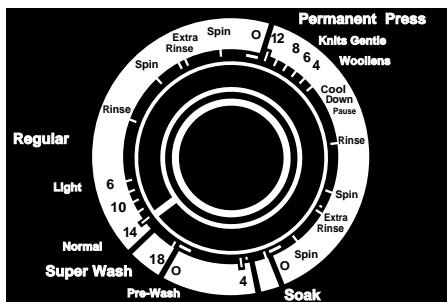 Permanent Press
Knits Gentle
Woollens
12
8
6
4
Cool
Down
Pause
Rinse
Spin
Extra
Rinse
Spin
O
Soak
4
Pre-Wash
O
18
Super Wash
Normal
14
10
6
Light
Regular
Rinse
Spin
Extra
Rinse
Spin
O